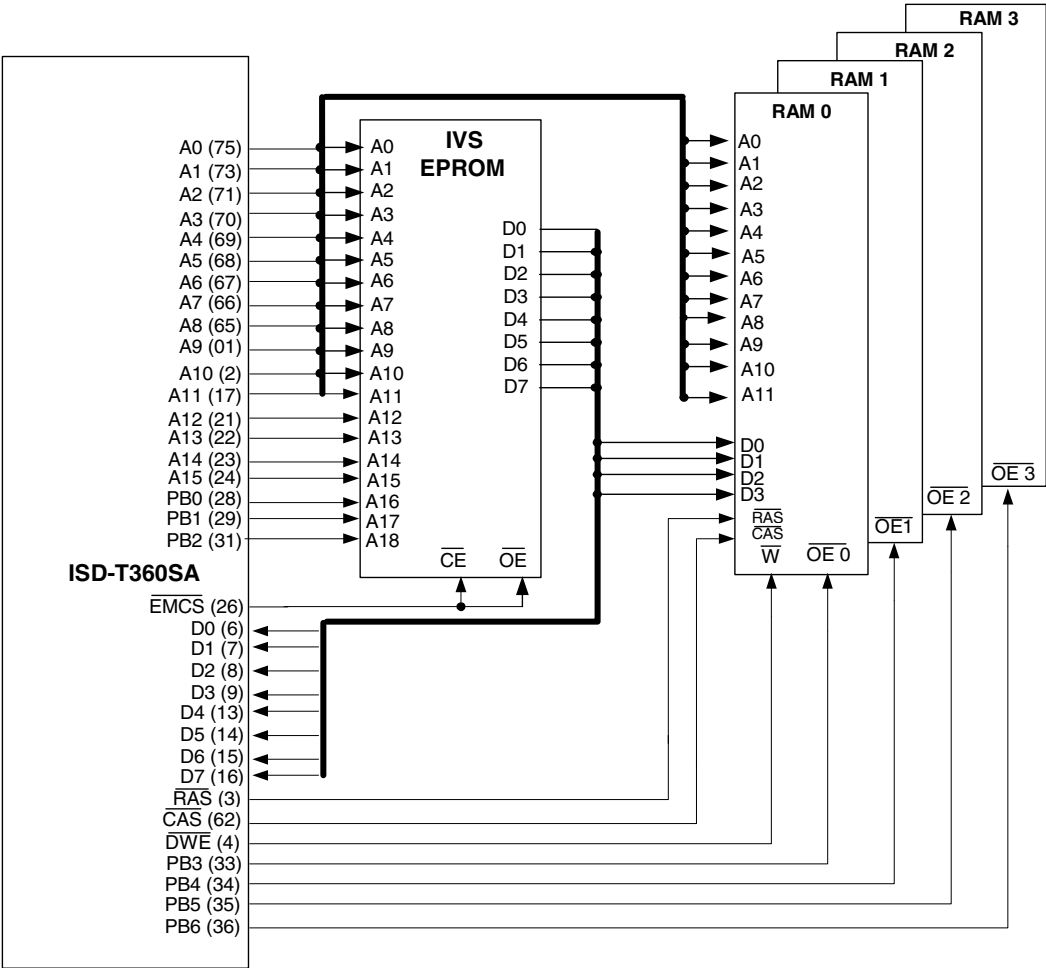 RAM 3
RAM 2
RAM 1
RAM 0
IVS
EPROM
A0 (75)
A1 (73)
A2 (71)
A3 (70)
A4 (69)
A5 (68)
A6 (67)
A7 (66)
A8 (65)
A9 (01)
A10 (2)
A11 (17)
A12 (21)
A13 (22)
A14 (23)
A15 (24)
PB0 (28)
PB1 (29)
PB2 (31)
ISD-T360SA
EMCS (26)
D0 (6)
D1 (7)
D2 (8)
D3 (9)
D4 (13)
D5 (14)
D6 (15)
D7 (16)
RAS (3)
CAS (62)
DWE (4)
PB3 (33)
PB4 (34)
PB5 (35)
PB6 (36)
A0
A1
A2
A3
A4
A5
A6
A7
A8
A9
A10
A11
A12
A13
A14
A15
A16
A17
A18
D0
D1
D2
D3
D4
D5
D6
D7
CE
OE
A0
A1
A2
A3
A4
A5
A6
A7
A8
A9
A10
A11
D0
D1
D2
D3
RAS
CAS
W
OE 0
OE1
OE 2
OE 3